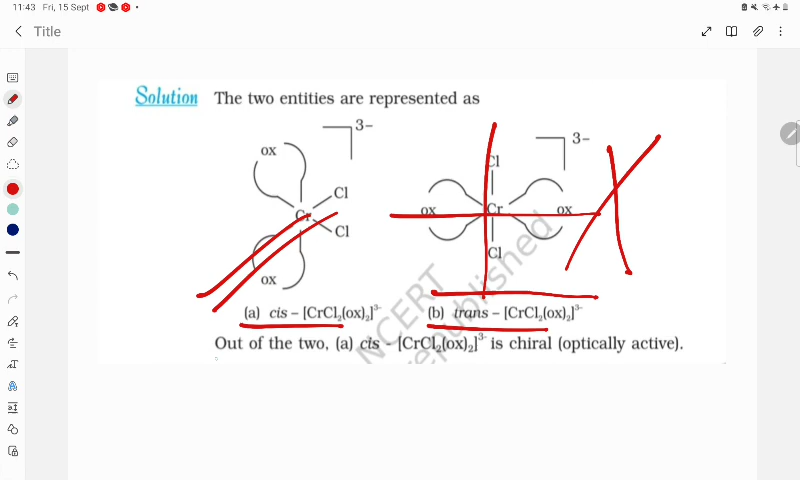 11:43 Fri, 15 Sept
Title
Solution The two entities are represented as
ox
3–
Cl
Cr
Cl
ox
3–
Cl
ox
Cr
ox
Cl
(a) cis – [CrCl₂(ox)₂]³⁻
(b) trans – [CrCl₂(ox)₂]³⁻
Out of the two, (a) cis - [CrCl₂(ox)₂]³⁻ is chiral (optically active).
NCERT
republished